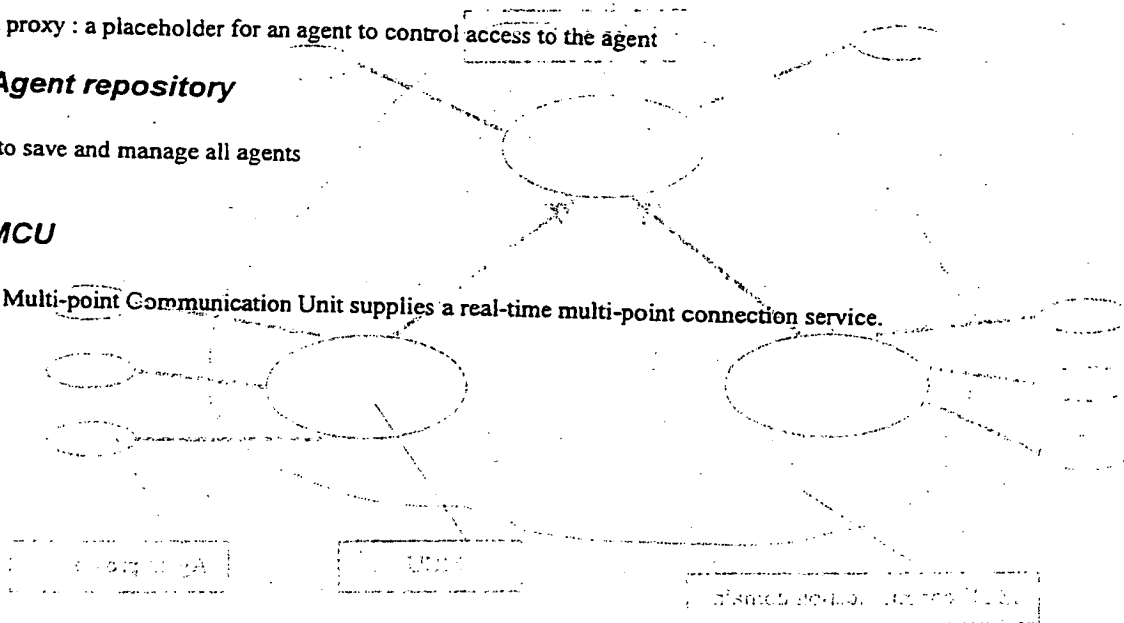 proxy : a placeholder for an agent to control access to the agent
Agent repository
to save and manage all agents
MCU
Multi-point Communication Unit supplies a real-time multi-point connection service.